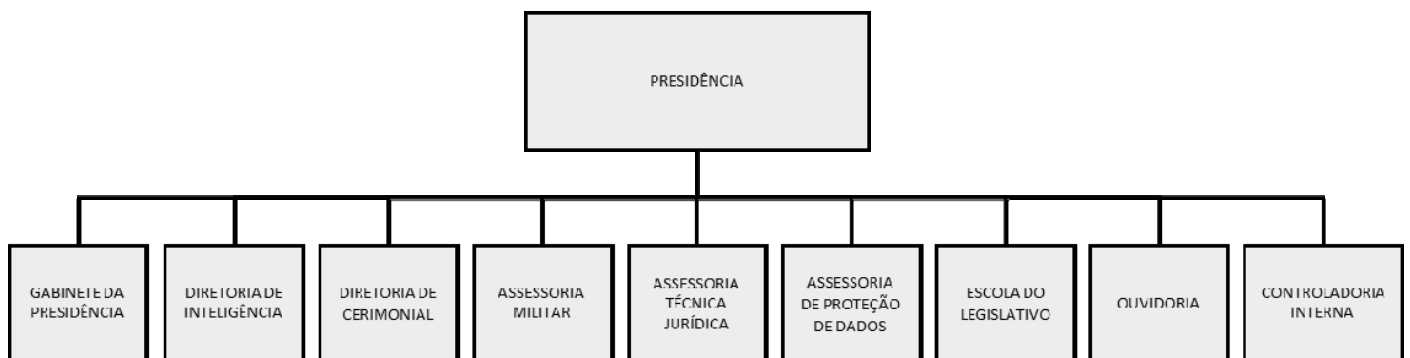 PRESIDÊNCIA
GABINETE DA
PRESIDÊNCIA
DIRETORIA DE
INTELIGÊNCIA
DIRETORIA DE
CERIMONIAL
ASSESSORIA
MILITAR
ASSESSORIA
TÉCNICA
JURÍDICA
ASSESSORIA
DE PROTEÇÃO
DE DADOS
ESCOLA DO
LEGISLATIVO
OUVIDORIA
CONTROLADORIA
INTERNA